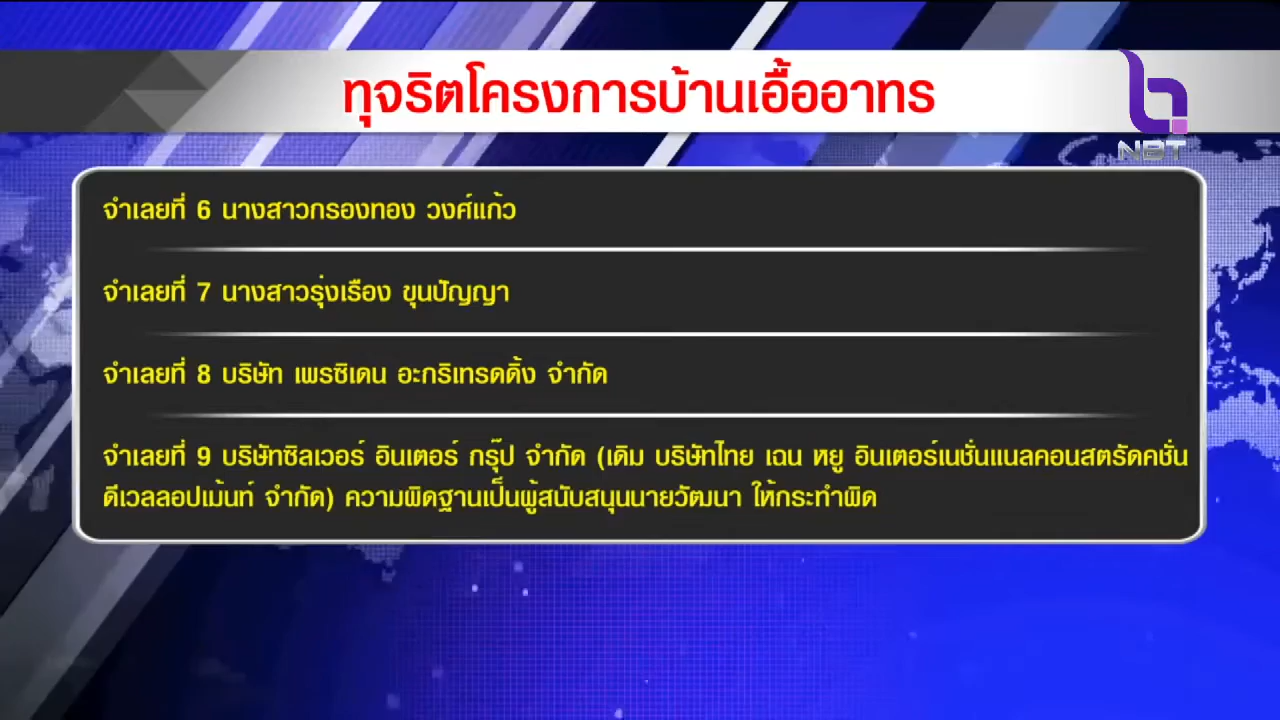 ทุจริตโครงการบ้านเอื้ออาทร
NBT
จำเลยที่ 6 นางสาวกรองทอง วงศ์แก้ว
จำเลยที่ 7 นางสาวรุ่งเรือง ขุนปัญญา
จำเลยที่ 8 บริษัท เพรซิเดน อะกริเทรดดิ้ง จำกัด
จำเลยที่ 9 บริษัทซิลเวอร์ อินเตอร์ กรุ๊ป จำกัด (เดิม บริษัทไทย เฉน หยู อินเตอร์เนชั่นแนลคอนสตรัดคชั่น
ดีเวลลอปเม้นท์ จำกัด) ความผิดฐานเป็นผู้สนับสนุนนายวัฒนา ให้กระทำผิด